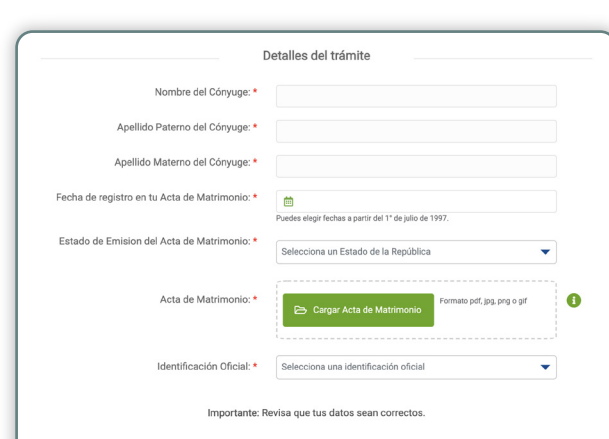 Detalles del trámite
Nombre del Cónyuge: *
Apellido Paterno del Cónyuge: *
Apellido Materno del Cónyuge: *
Fecha de registro en tu Acta de Matrimonio: *
Puedes elegir fechas a partir del 1° de julio de 1997.
Estado de Emision del Acta de Matrimonio: *
Selecciona un Estado de la República
Acta de Matrimonio: *
Cargar Acta de Matrimonio
Formato pdf, jpg, png o gif
Identificación Oficial: *
Selecciona una identificación oficial
Importante: Revisa que tus datos sean correctos.